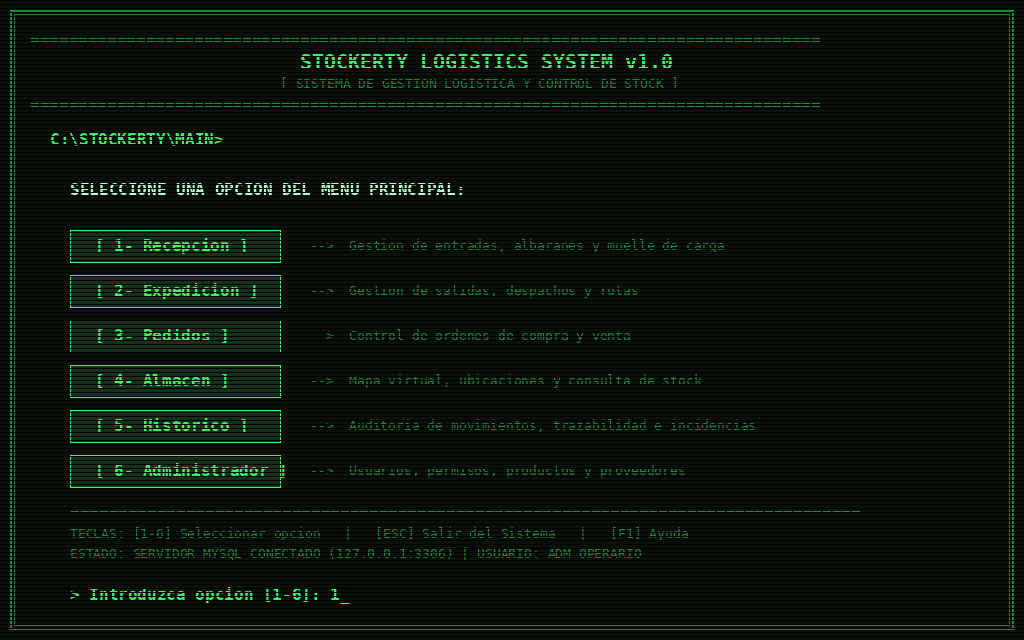 ================================================================================
STOCKERTY LOGISTICS SYSTEM v1.0
[ SISTEMA DE GESTION LOGISTICA Y CONTROL DE STOCK ]
================================================================================
C:\STOCKERTY\MAIN>
SELECCIONE UNA OPCION DEL MENU PRINCIPAL:
[ 1- Recepcion ] --> Gestion de entradas, albaranes y muelle de carga
[ 2- Expedicion ] --> Gestion de salidas, despachos y rutas
[ 3- Pedidos ] --> Control de ordenes de compra y venta
[ 4- Almacen ] --> Mapa virtual, ubicaciones y consulta de stock
[ 5- Historico ] --> Auditoria de movimientos, trazabilidad e incidencias
[ 6- Administrador ] --> Usuarios, permisos, productos y proveedores
--------------------------------------------------------------------------------
TECLAS: [1-6] Seleccionar opcion | [ESC] Salir del Sistema | [F1] Ayuda
ESTADO: SERVIDOR MYSQL CONECTADO (127.0.0.1:3306) | USUARIO: ADM_OPERARIO
> Introduzca opcion [1-6]: 1_